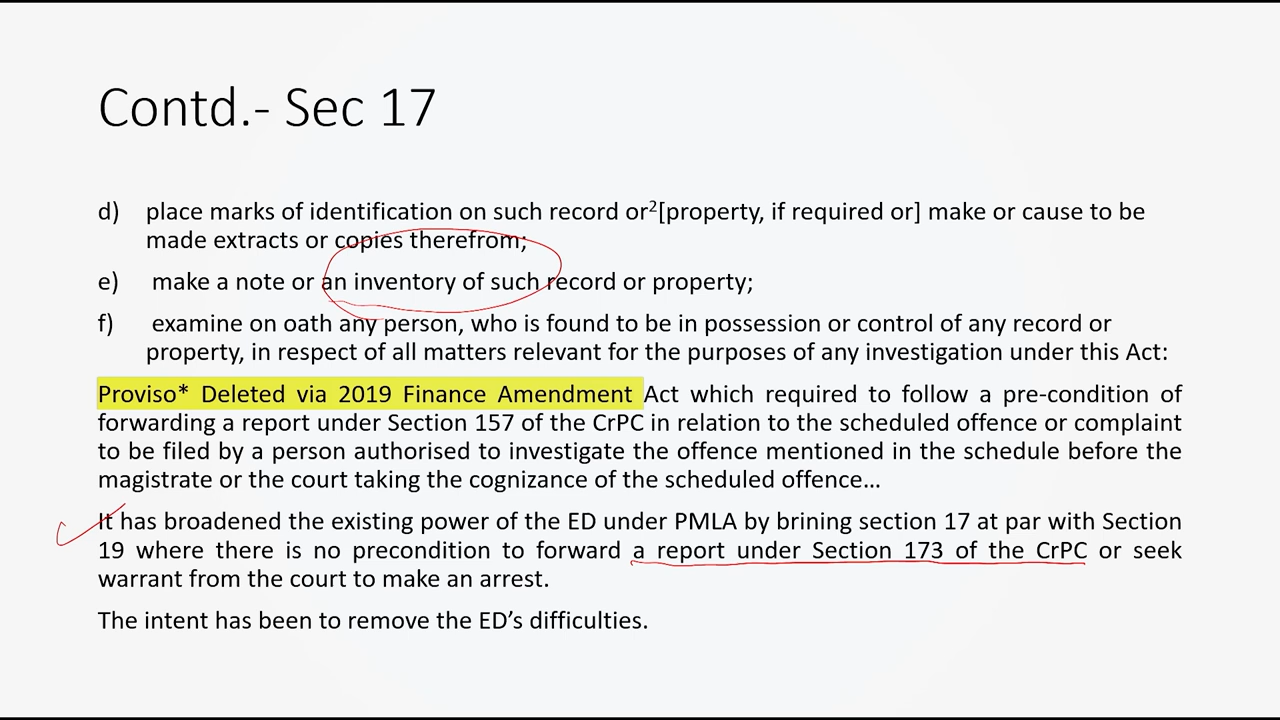 Contd.- Sec 17
d) place marks of identification on such record or²[property, if required or] make or cause to be
made extracts or copies therefrom;
e) make a note or an inventory of such record or property;
f) examine on oath any person, who is found to be in possession or control of any record or
property, in respect of all matters relevant for the purposes of any investigation under this Act:
Proviso* Deleted via 2019 Finance Amendment Act which required to follow a pre-condition of
forwarding a report under Section 157 of the CrPC in relation to the scheduled offence or complaint
to be filed by a person authorised to investigate the offence mentioned in the schedule before the
magistrate or the court taking the cognizance of the scheduled offence…
It has broadened the existing power of the ED under PMLA by brining section 17 at par with Section
19 where there is no precondition to forward a report under Section 173 of the CrPC or seek
warrant from the court to make an arrest.
The intent has been to remove the ED’s difficulties.